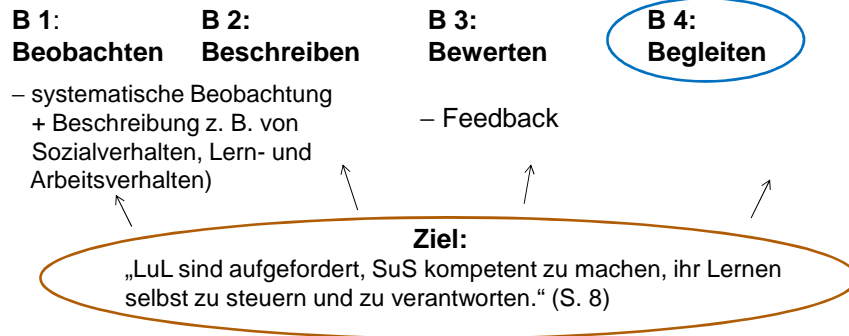 B 1: B 2: B 3: B 4:
Beobachten Beschreiben Bewerten Begleiten
– systematische Beobachtung
+ Beschreibung z. B. von
Sozialverhalten, Lern- und
Arbeitsverhalten)
– Feedback
Ziel:
„LuL sind aufgefordert, SuS kompetent zu machen, ihr Lernen
selbst zu steuern und zu verantworten.“ (S. 8)